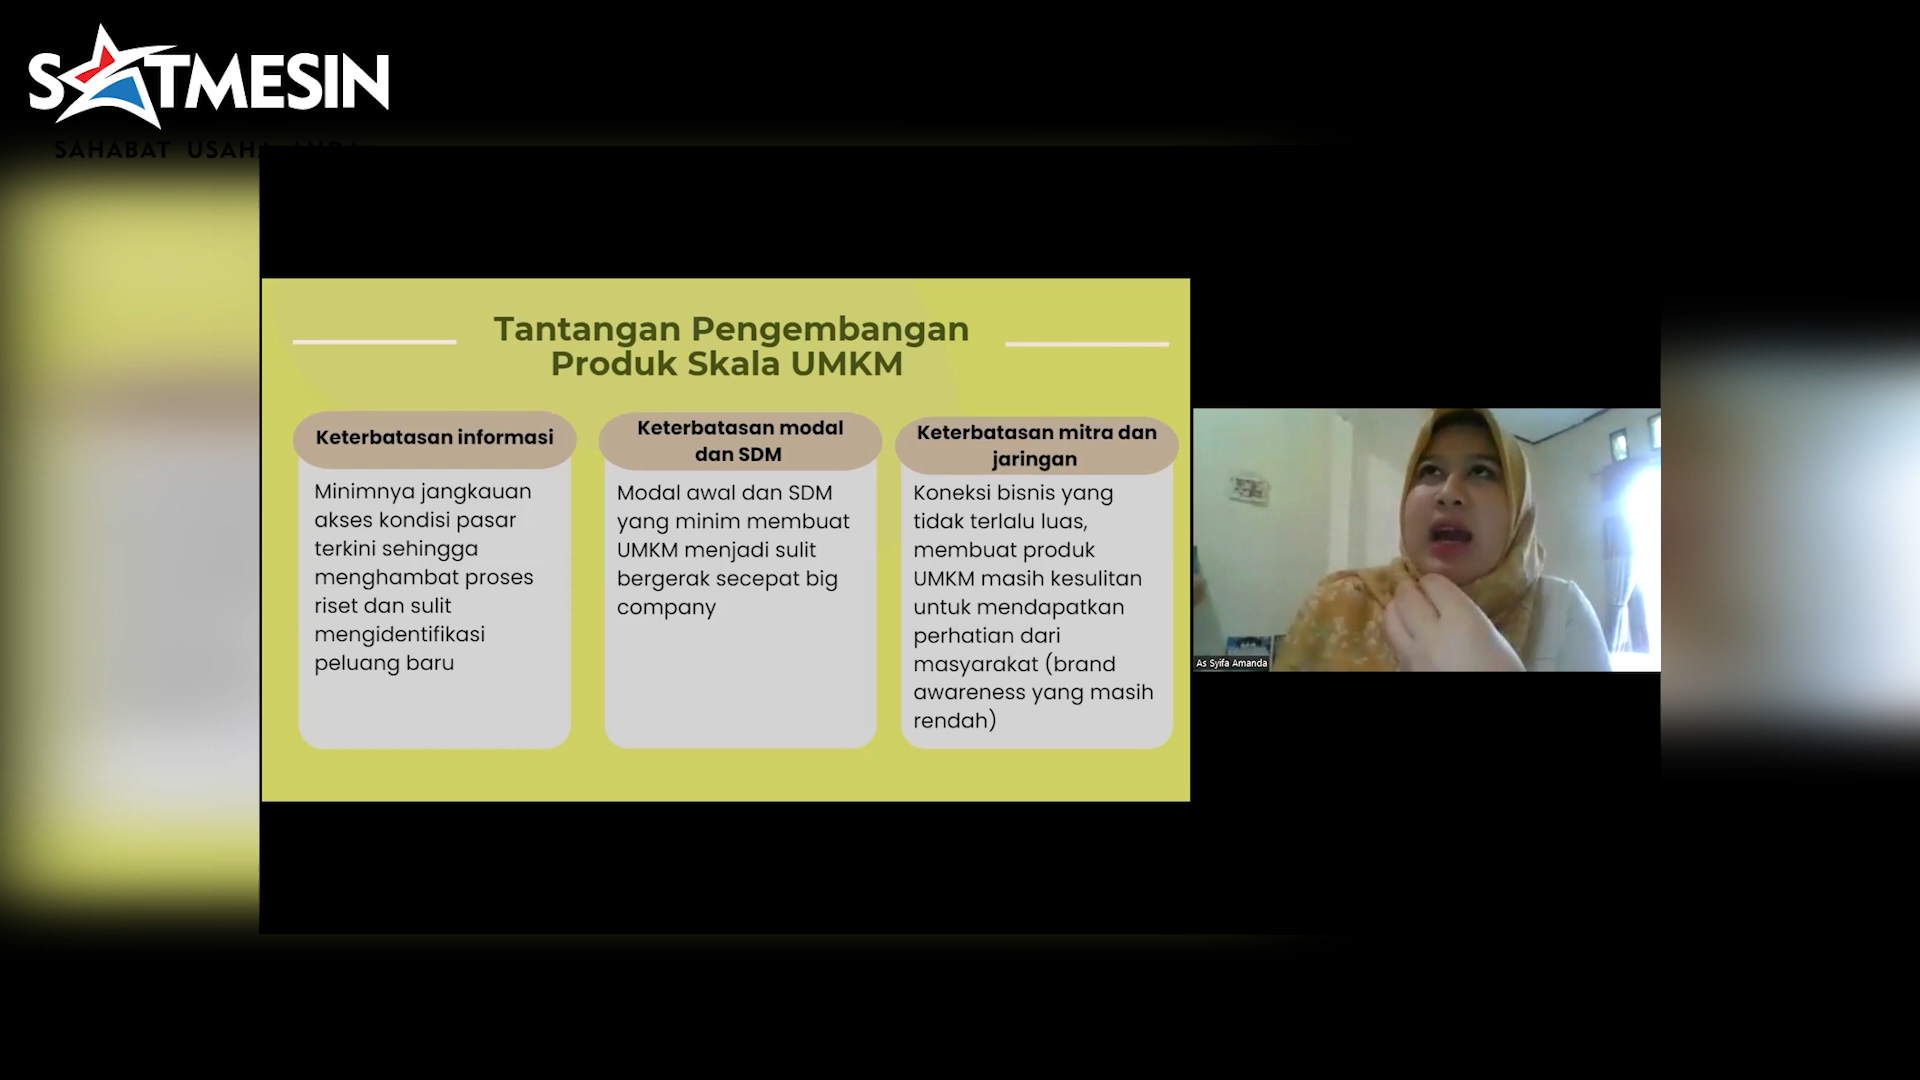 SATMESIN
SAHABAT USAHA ANDA
Tantangan Pengembangan
Produk Skala UMKM
Keterbatasan informasi
Minimnya jangkauan
akses kondisi pasar
terkini sehingga
menghambat proses
riset dan sulit
mengidentifikasi
peluang baru
Keterbatasan modal
dan SDM
Modal awal dan SDM
yang minim membuat
UMKM menjadi sulit
bergerak secepat big
company
Keterbatasan mitra dan
jaringan
Koneksi bisnis yang
tidak terlalu luas,
membuat produk
UMKM masih kesulitan
untuk mendapatkan
perhatian dari
masyarakat (brand
awareness yang masih
rendah)
As Syifa Amanda